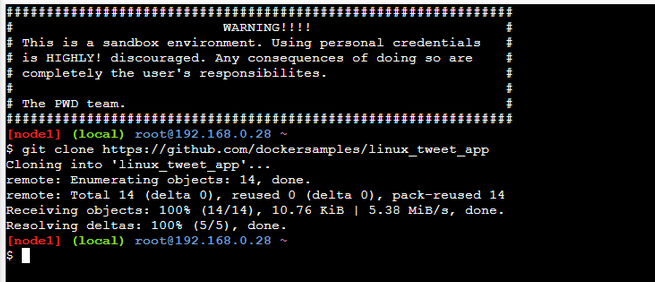 ###############################################################
# WARNING!!!! #
# This is a sandbox environment. Using personal credentials #
# is HIGHLY! discouraged. Any consequences of doing so are #
# completely the user's responsibilites. #
# #
# The PWD team. #
###############################################################
[node1] (local) root@192.168.0.28 ~
$ git clone https://github.com/dockersamples/linux_tweet_app
Cloning into 'linux_tweet_app'...
remote: Enumerating objects: 14, done.
remote: Total 14 (delta 0), reused 0 (delta 0), pack-reused 14
Receiving objects: 100% (14/14), 10.76 KiB | 5.38 MiB/s, done.
Resolving deltas: 100% (5/5), done.
[node1] (local) root@192.168.0.28 ~
$